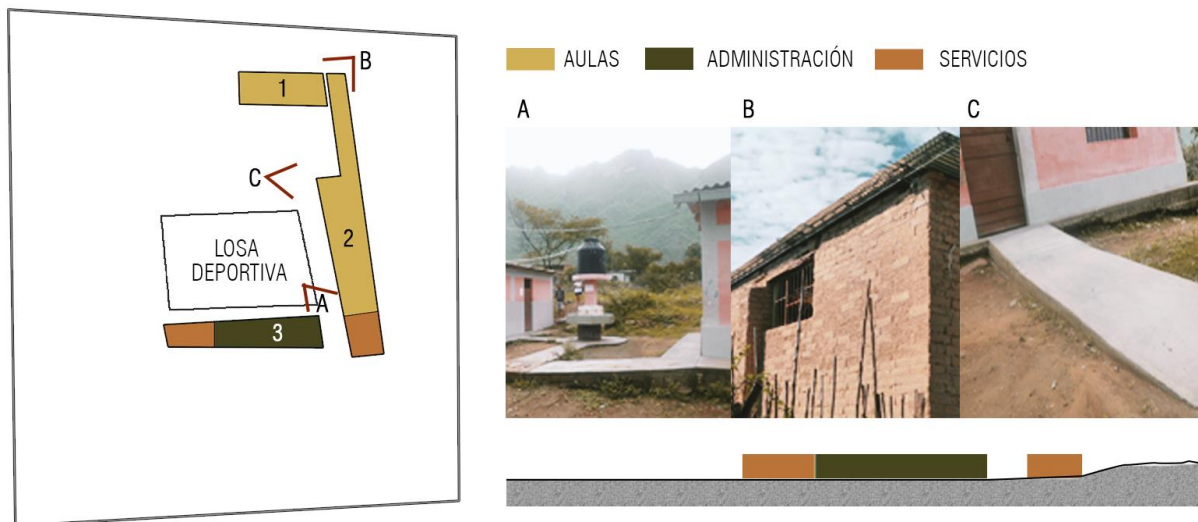 B
1
C
2
LOSA
DEPORTIVA
A
3
AULAS
ADMINISTRACIÓN
SERVICIOS
A
B
C